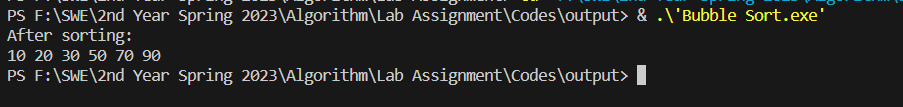 PS F:\SWE\2nd Year Spring 2023\Algorithm\Lab Assignment\Codes\output> & .\'Bubble Sort.exe'
After sorting:
10 20 30 50 70 90
PS F:\SWE\2nd Year Spring 2023\Algorithm\Lab Assignment\Codes\output>